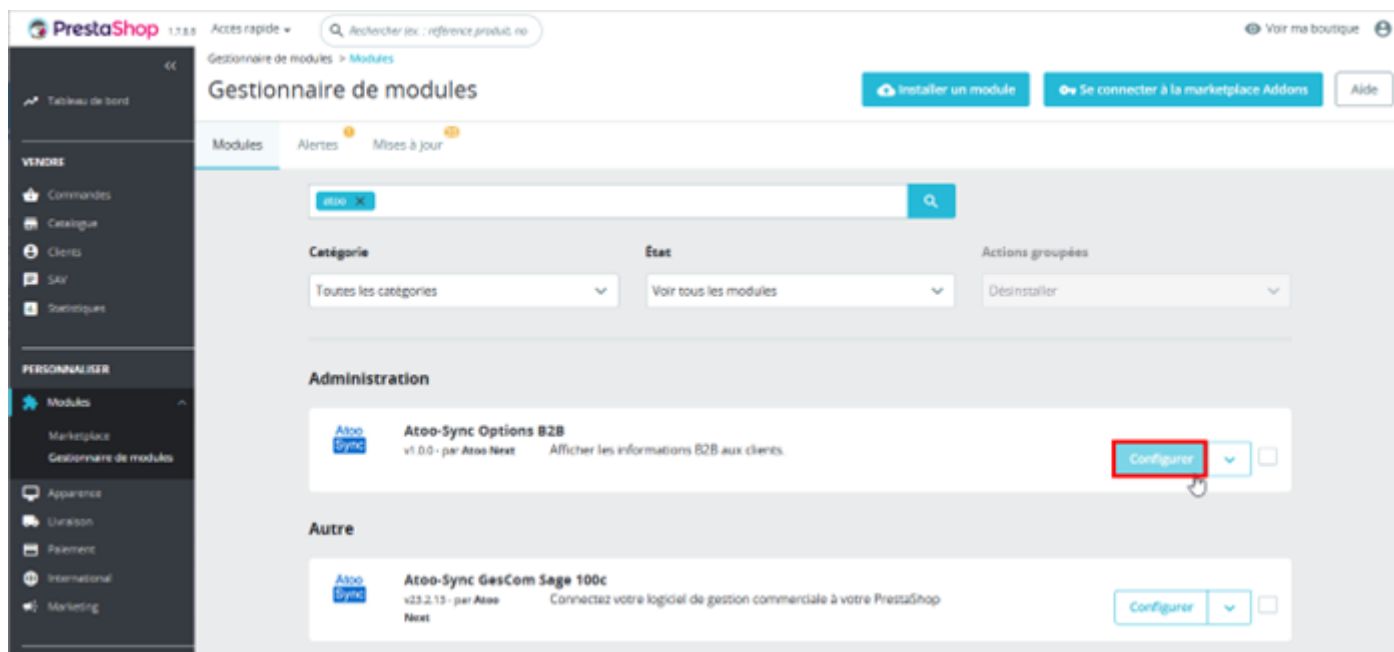 PrestaShop 1.7.8.8 Accès rapide Rechercher (ex. : référence produit, no Voir ma boutique
Gestionnaire de modules > Modules
Gestionnaire de modules
Installer un module
Se connecter à la marketplace Addons
Aide
Modules Alertes Mises à jour
Tableau de bord
VENDRE
Commandes
Catalogue
Clients
SAV
Statistiques
PERSONNALISER
Modules
Marketplace
Gestionnaire de modules
Apparence
Livraison
Paiement
International
Marketing
atoo
Catégorie État Actions groupées
Toutes les catégories Voir tous les modules Désinstaller
Administration
Atoo
Sync
Atoo-Sync Options B2B
v1.0.0 - par Atoo Next Afficher les informations B2B aux clients.
Configurer
Autre
Atoo
Sync
Atoo-Sync GesCom Sage 100c
v23.2.13 - par Atoo Next Connectez votre logiciel de gestion commerciale à votre PrestaShop
Configurer